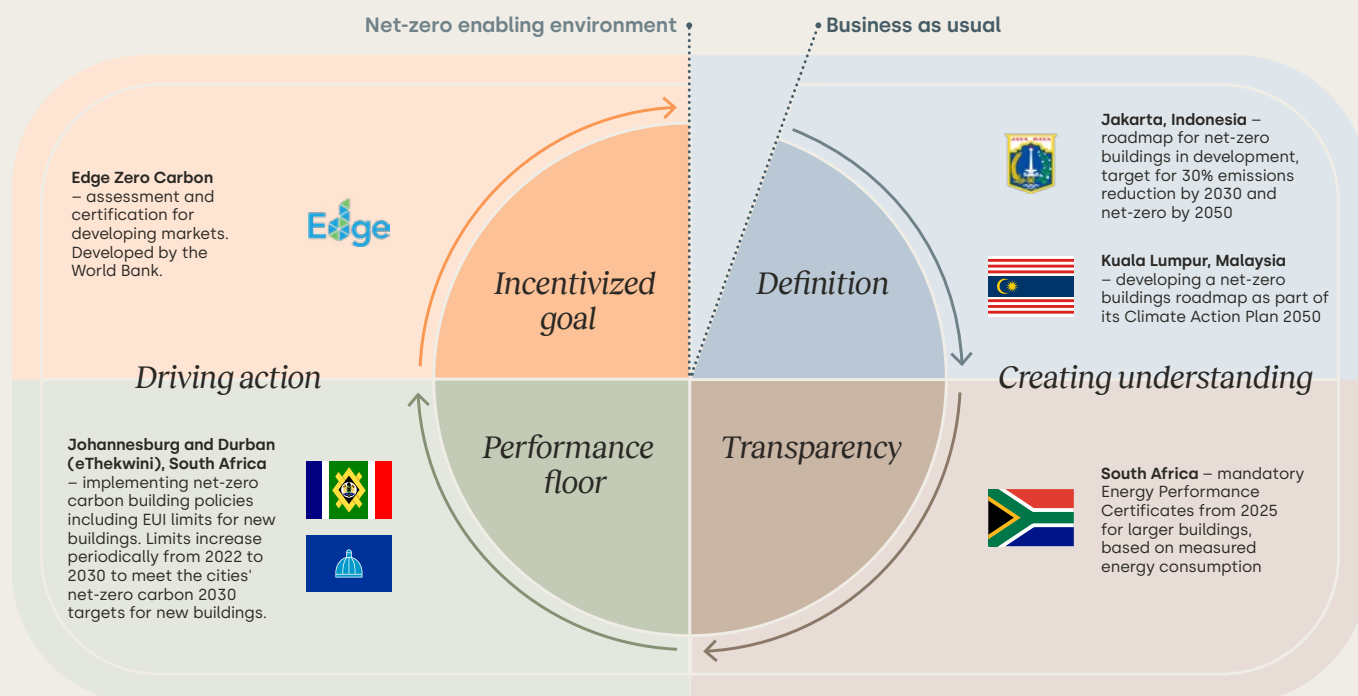 Net-zero enabling environment
Business as usual
Edge Zero Carbon
– assessment and
certification for
developing markets.
Developed by the
World Bank.
Edge
Incentivized
goal
Definition
JAYA RAYA
Jakarta, Indonesia –
roadmap for net-zero
buildings in development,
target for 30% emissions
reduction by 2030 and
net-zero by 2050
Kuala Lumpur, Malaysia
– developing a net-zero
buildings roadmap as part of
its Climate Action Plan 2050
Driving action
Creating understanding
Johannesburg and Durban
(eThekwini), South Africa
– implementing net-zero
carbon building policies
including EUI limits for new
buildings. Limits increase
periodically from 2022 to
2030 to meet the cities'
net-zero carbon 2030
targets for new buildings.
Performance
floor
Transparency
South Africa – mandatory
Energy Performance
Certificates from 2025
for larger buildings,
based on measured
energy consumption